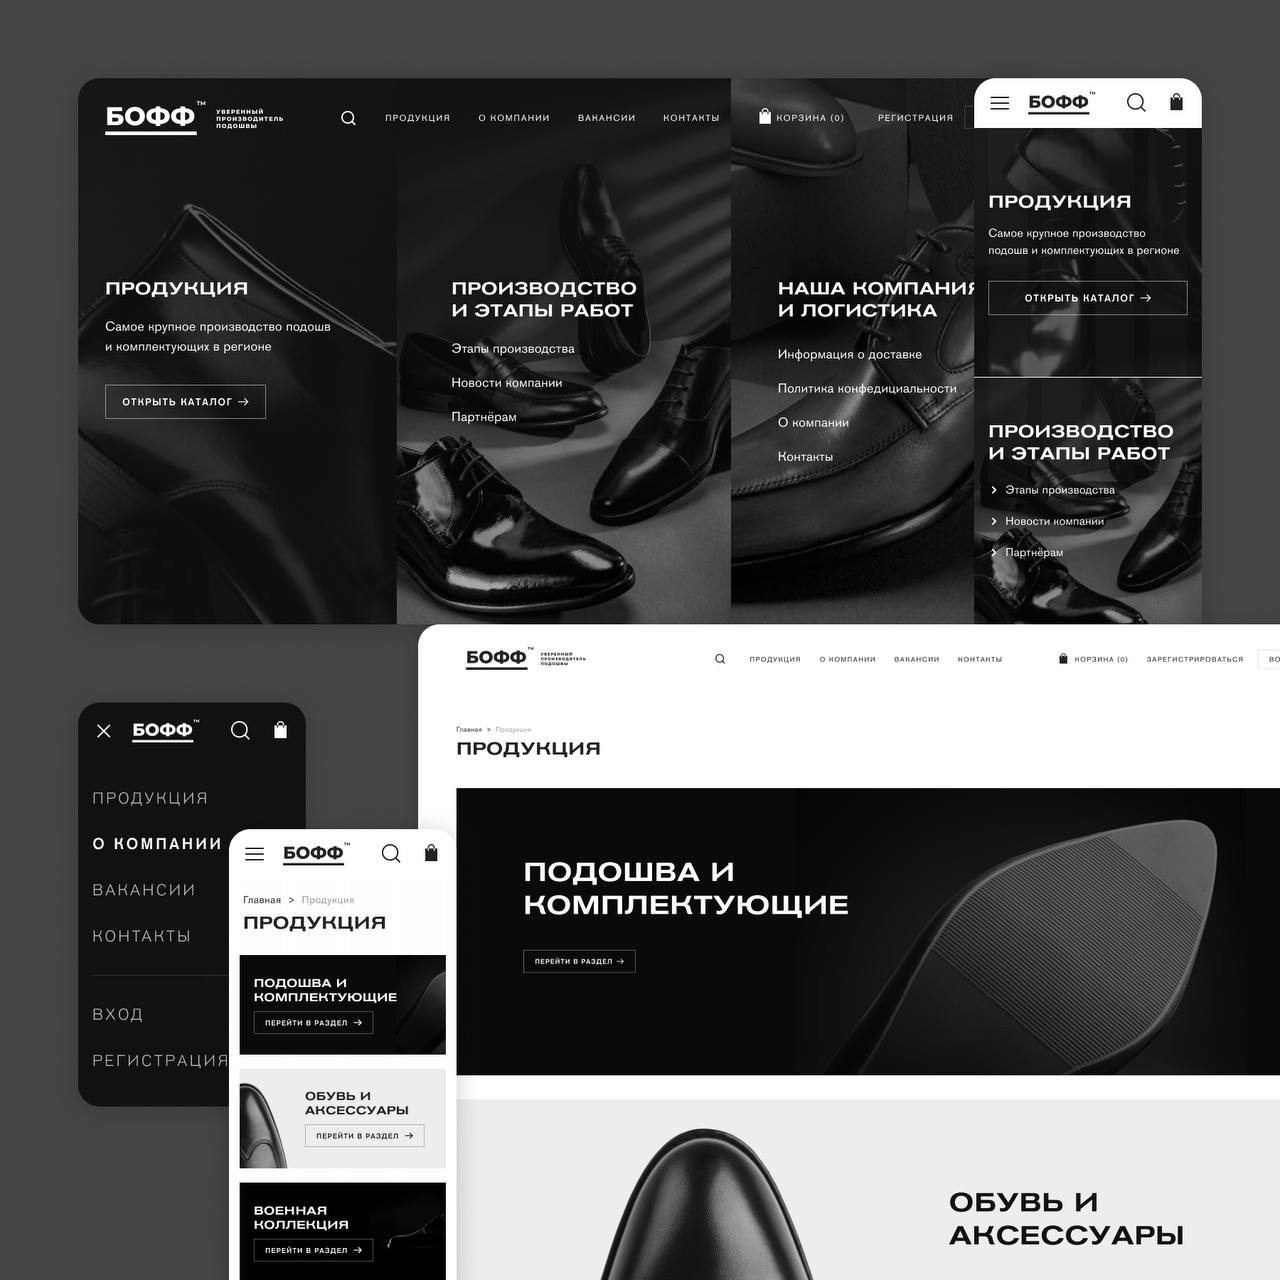 БОФФ™
УВЕРЕННЫЙ
ПРОИЗВОДИТЕЛЬ
ПОДОШВЫ
ПРОДУКЦИЯ
О КОМПАНИИ
ВАКАНСИИ
КОНТАКТЫ
КОРЗИНА (0)
РЕГИСТРАЦИЯ
ПРОДУКЦИЯ
Самое крупное производство подошв
и комплектующих в регионе
ОТКРЫТЬ КАТАЛОГ →
ПРОИЗВОДСТВО
И ЭТАПЫ РАБОТ
Этапы производства
Новости компании
Партнёрам
НАША КОМПАНИЯ
И ЛОГИСТИКА
Информация о доставке
Политика конфедициальности
О компании
Контакты
БОФФ™
ПРОДУКЦИЯ
Самое крупное производство
подошв и комплектующих в регионе
ОТКРЫТЬ КАТАЛОГ →
ПРОИЗВОДСТВО
И ЭТАПЫ РАБОТ
Этапы производства
Новости компании
Партнёрам
БОФФ™
УВЕРЕННЫЙ
ПРОИЗВОДИТЕЛЬ
ПОДОШВЫ
ПРОДУКЦИЯ
О КОМПАНИИ
ВАКАНСИИ
КОНТАКТЫ
КОРЗИНА (0)
ЗАРЕГИСТРИРОВАТЬСЯ
ВО
Главная > Продукция
ПРОДУКЦИЯ
ПОДОШВА И
КОМПЛЕКТУЮЩИЕ
ПЕРЕЙТИ В РАЗДЕЛ →
ОБУВЬ И
АКСЕССУАРЫ
БОФФ™
ПРОДУКЦИЯ
О КОМПАНИИ
ВАКАНСИИ
КОНТАКТЫ
ВХОД
РЕГИСТРАЦИЯ
БОФФ™
Главная > Продукция
ПРОДУКЦИЯ
ПОДОШВА И
КОМПЛЕКТУЮЩИЕ
ПЕРЕЙТИ В РАЗДЕЛ →
ОБУВЬ И
АКСЕССУАРЫ
ПЕРЕЙТИ В РАЗДЕЛ →
ВОЕННАЯ
КОЛЛЕКЦИЯ
ПЕРЕЙТИ В РАЗДЕЛ →